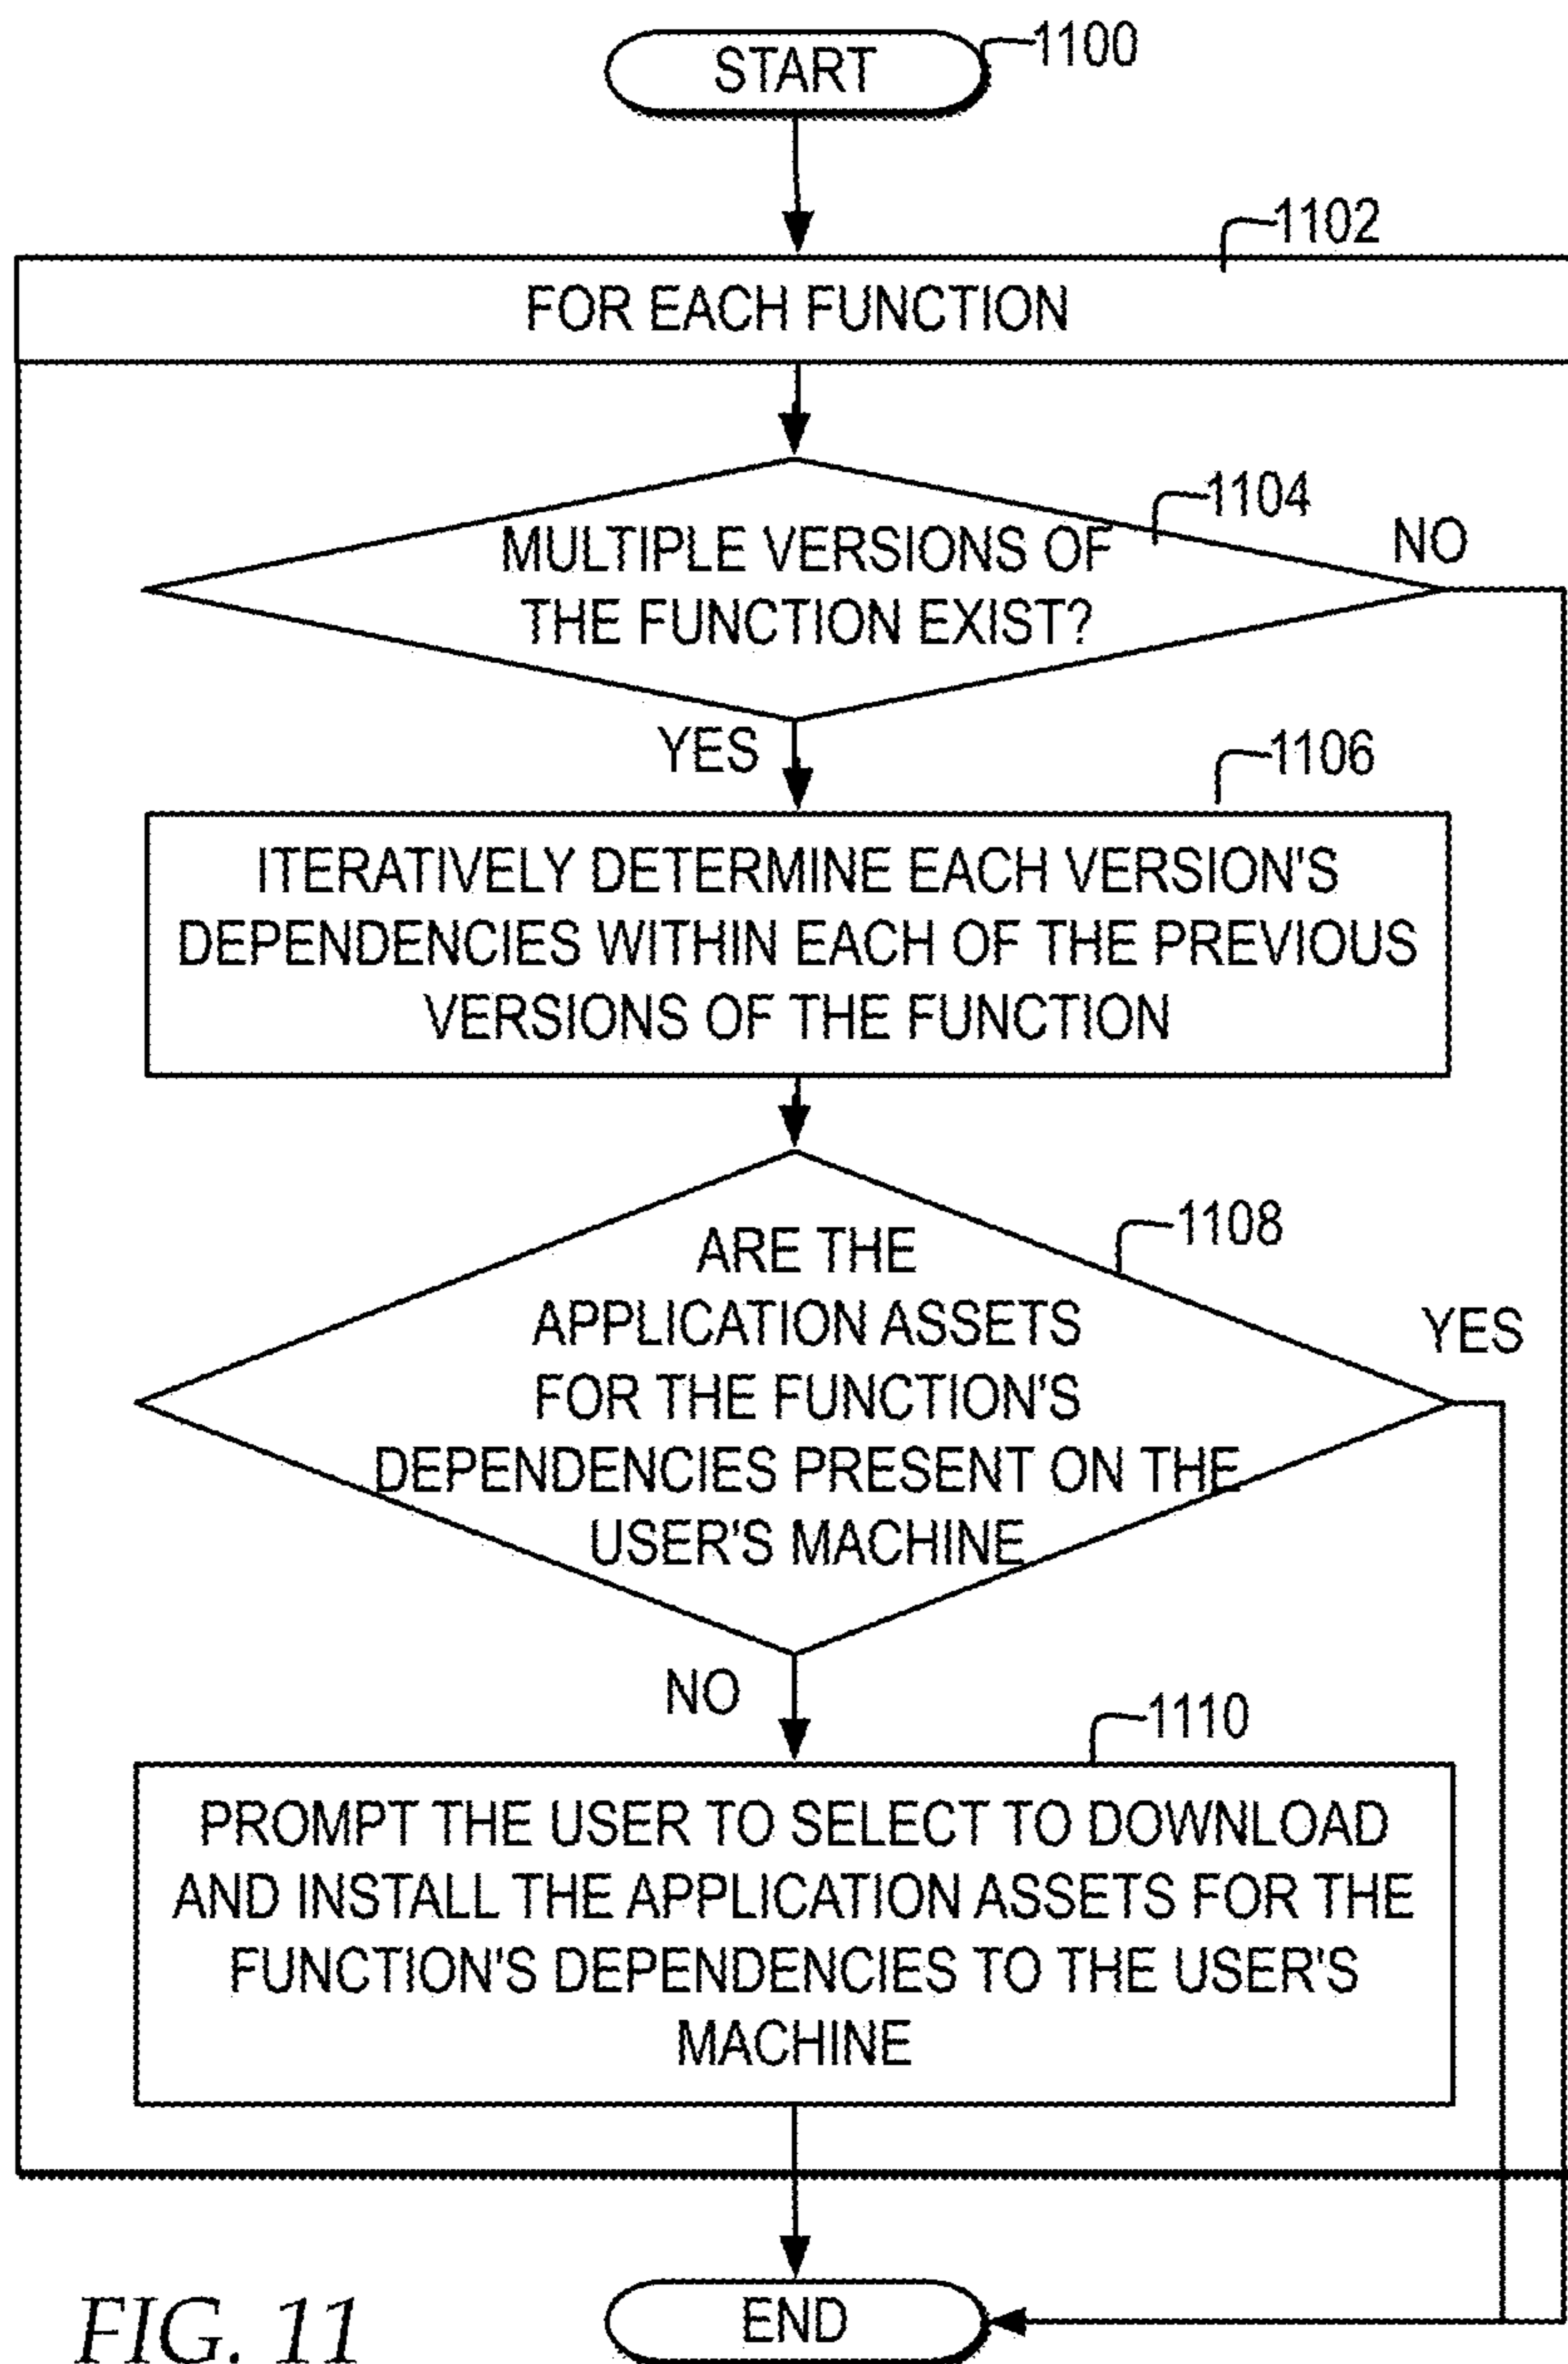 START
1100
1102
FOR EACH FUNCTION
1104
MULTIPLE VERSIONS OF
THE FUNCTION EXIST?
NO
YES
1106
ITERATIVELY DETERMINE EACH VERSION'S
DEPENDENCIES WITHIN EACH OF THE PREVIOUS
VERSIONS OF THE FUNCTION
1108
ARE THE
APPLICATION ASSETS
FOR THE FUNCTION'S
DEPENDENCIES PRESENT ON THE
USER'S MACHINE
YES
NO
1110
PROMPT THE USER TO SELECT TO DOWNLOAD
AND INSTALL THE APPLICATION ASSETS FOR THE
FUNCTION'S DEPENDENCIES TO THE USER'S
MACHINE
END
FIG. 11